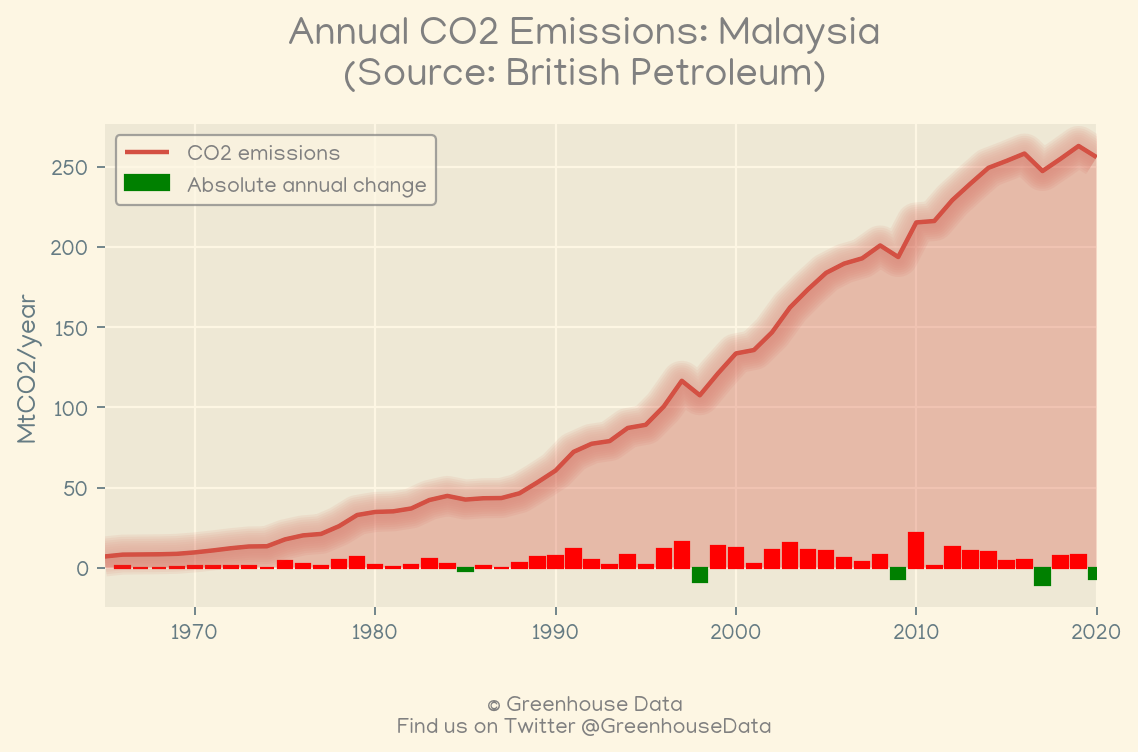 Annual CO2 Emissions: Malaysia
(Source: British Petroleum)
CO2 emissions
Absolute annual change
MtCO2/year
250
200
150
100
50
0
1970
1980
1990
2000
2010
2020
© Greenhouse Data
Find us on Twitter @GreenhouseData